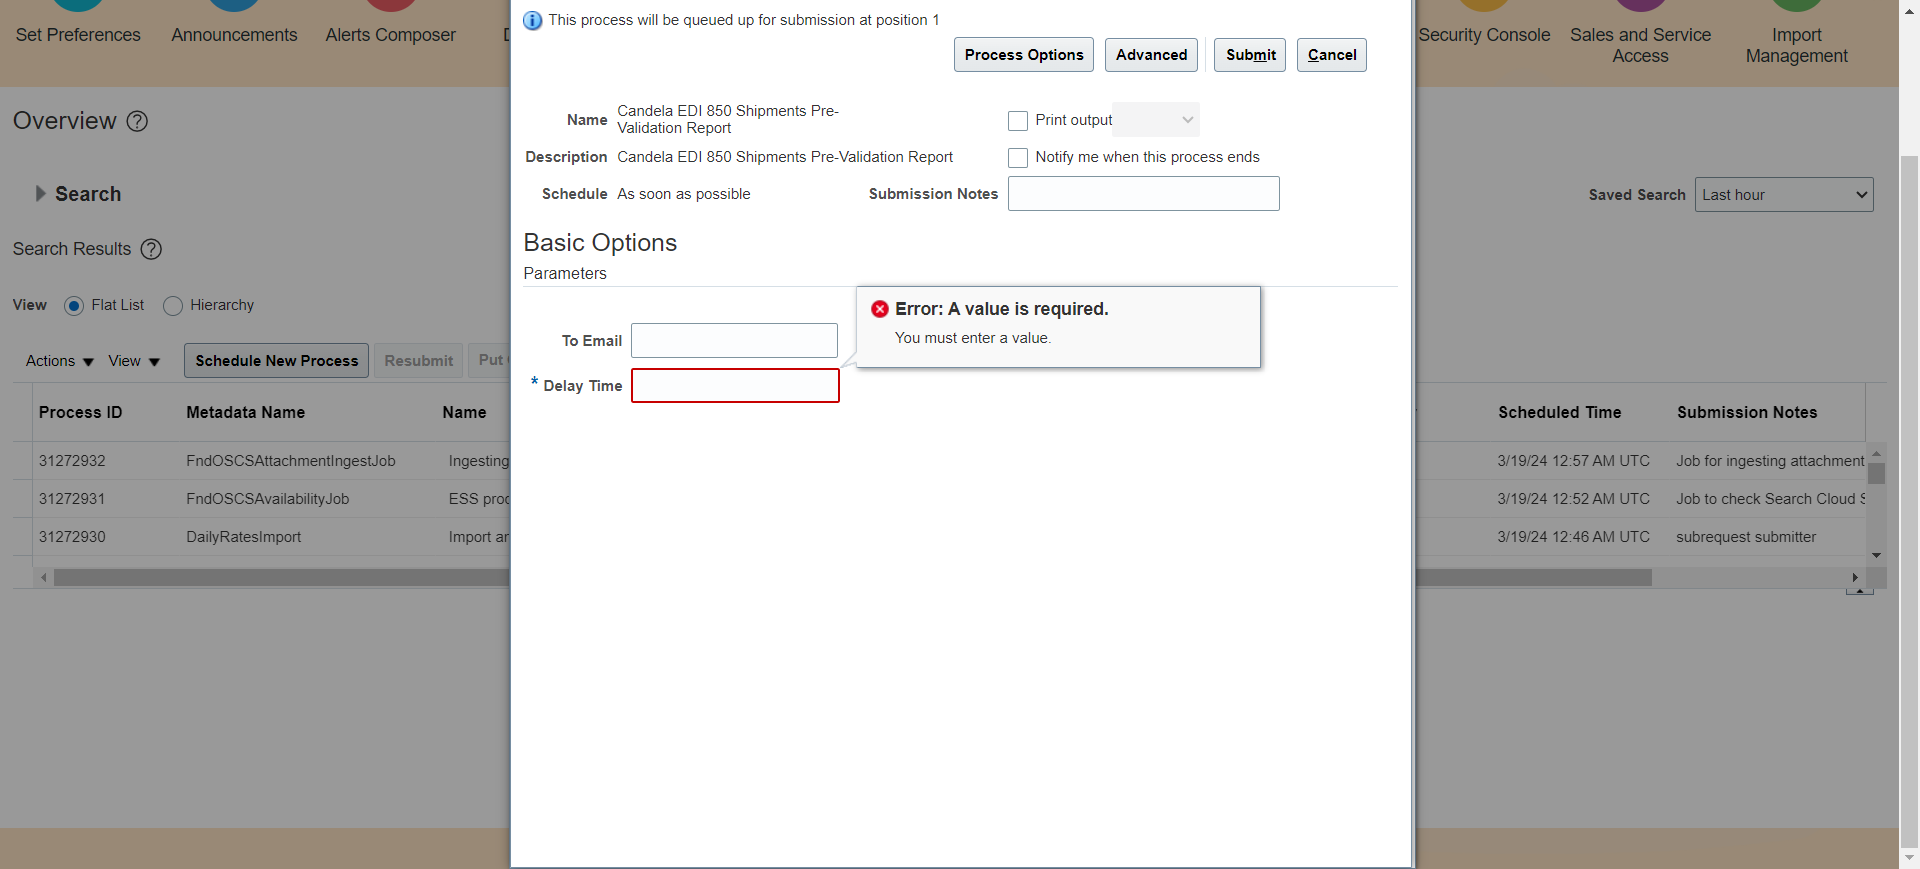 Set Preferences
Announcements
Alerts Composer
Security Console
Sales and Service
Access
Import
Management
Overview
Search
Saved Search
Last hour
Search Results
View
Flat List
Hierarchy
Actions
View
Schedule New Process
Resubmit
Put
Process ID
Metadata Name
Name
Scheduled Time
Submission Notes
31272932
FndOSCSAttachmentIngestJob
Ingesting
3/19/24 12:57 AM UTC
Job for ingesting attachment
31272931
FndOSCSAvailabilityJob
ESS proc
3/19/24 12:52 AM UTC
Job to check Search Cloud S
31272930
DailyRatesImport
Import ar
3/19/24 12:46 AM UTC
subrequest submitter
This process will be queued up for submission at position 1
Process Options
Advanced
Submit
Cancel
Name
Candela EDI 850 Shipments Pre-
Validation Report
Print output
Description
Candela EDI 850 Shipments Pre-Validation Report
Notify me when this process ends
Schedule
As soon as possible
Submission Notes
Basic Options
Parameters
Error: A value is required.
You must enter a value.
To Email
* Delay Time